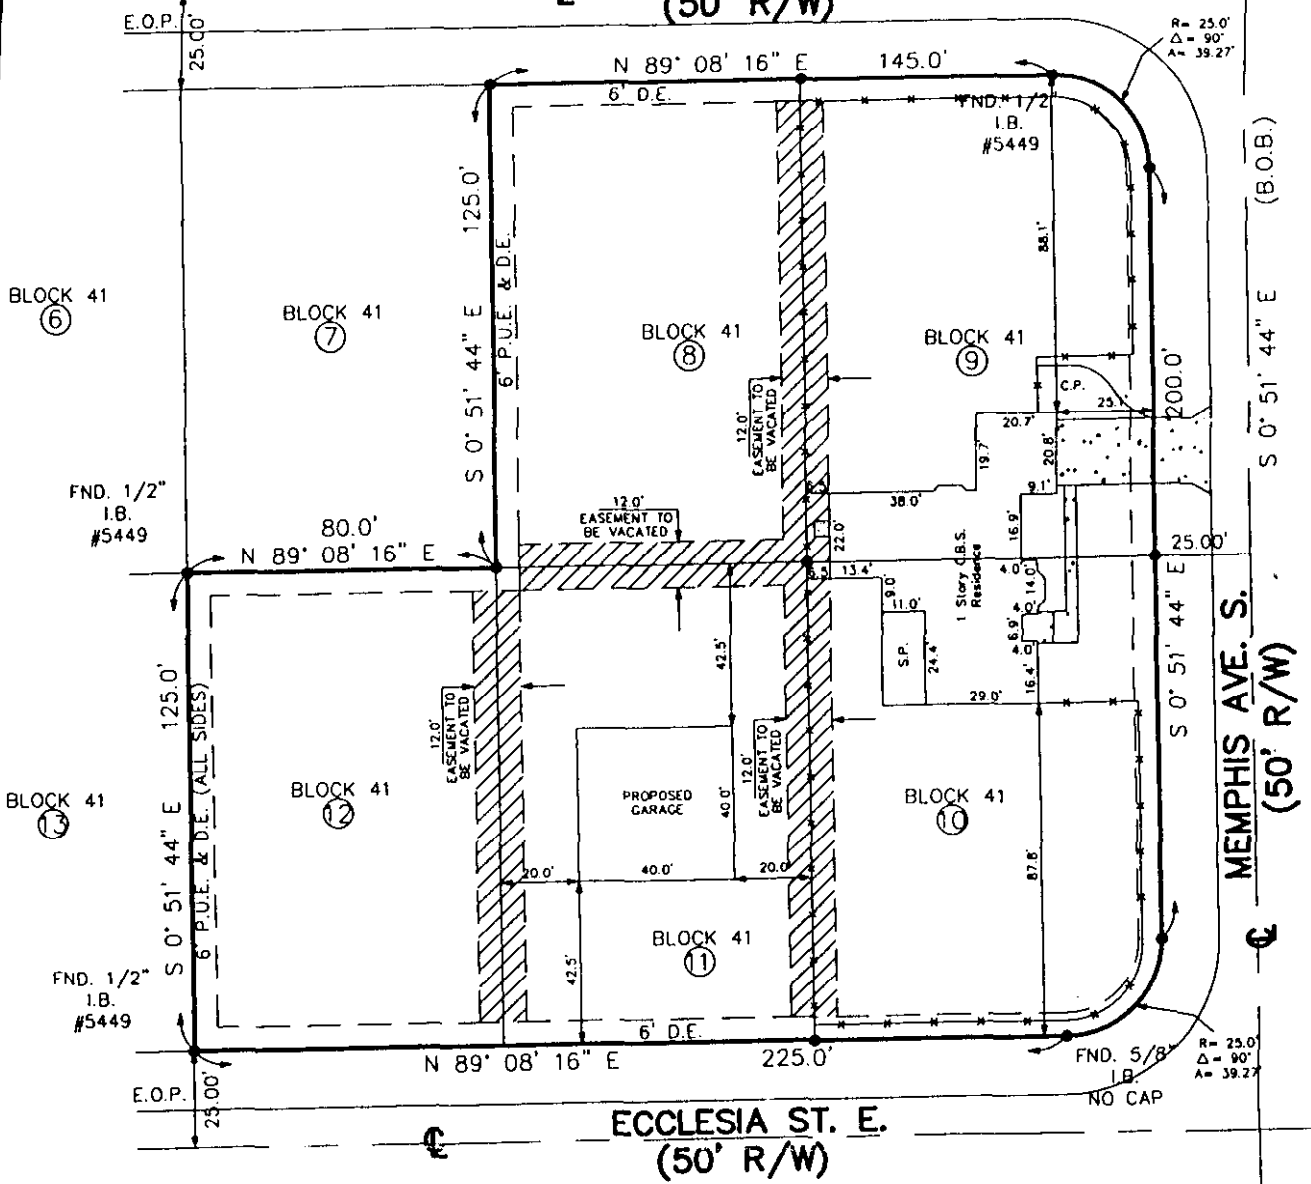 (50' R/W)
E.O.P.
25.00'
R= 25.0'
Δ = 90°
A= 39.27'
N 89° 08' 16" E
145.0'
6' D.E.
FND. 1/2"
I.B.
#5449
(B.O.B.)
125.0'
S 0° 51' 44" E
6' P.U.E. & D.E.
88.1'
BLOCK 41
6
BLOCK 41
7
BLOCK 41
8
BLOCK 41
9
200.0'
S 0° 51' 44" E
C.P.
25.1'
20.7'
19.7'
20.8'
12.0'
EASEMENT TO
BE VACATED
FND. 1/2"
I.B.
#5449
80.0'
N 89° 08' 16" E
12.0'
EASEMENT TO
BE VACATED
38.0'
9.1'
22.0'
16.9'
1 Story C.B.S.
Residence
25.00'
5.5
13.4'
9.0'
11.0'
4.0'
14.0'
4.0'
6.9'
4.0'
S.P.
24.4'
16.4'
29.0'
42.5'
S 0° 51' 44" E
MEMPHIS AVE. S.
(50' R/W)
125.0'
S 0° 51' 44" E
6' P.U.E. & D.E. (ALL SIDES)
12.0'
EASEMENT TO
BE VACATED
12.0'
EASEMENT TO
BE VACATED
BLOCK 41
13
BLOCK 41
12
PROPOSED
GARAGE
40.0'
BLOCK 41
10
20.0'
40.0'
20.0'
87.8'
BLOCK 41
11
42.5'
FND. 1/2"
I.B.
#5449
6' D.E.
N 89° 08' 16" E
225.0'
FND. 5/8"
I.B.
NO CAP
R= 25.0'
Δ = 90°
A= 39.27
E.O.P.
25.00'
ECCLESIA ST. E.
(50' R/W)